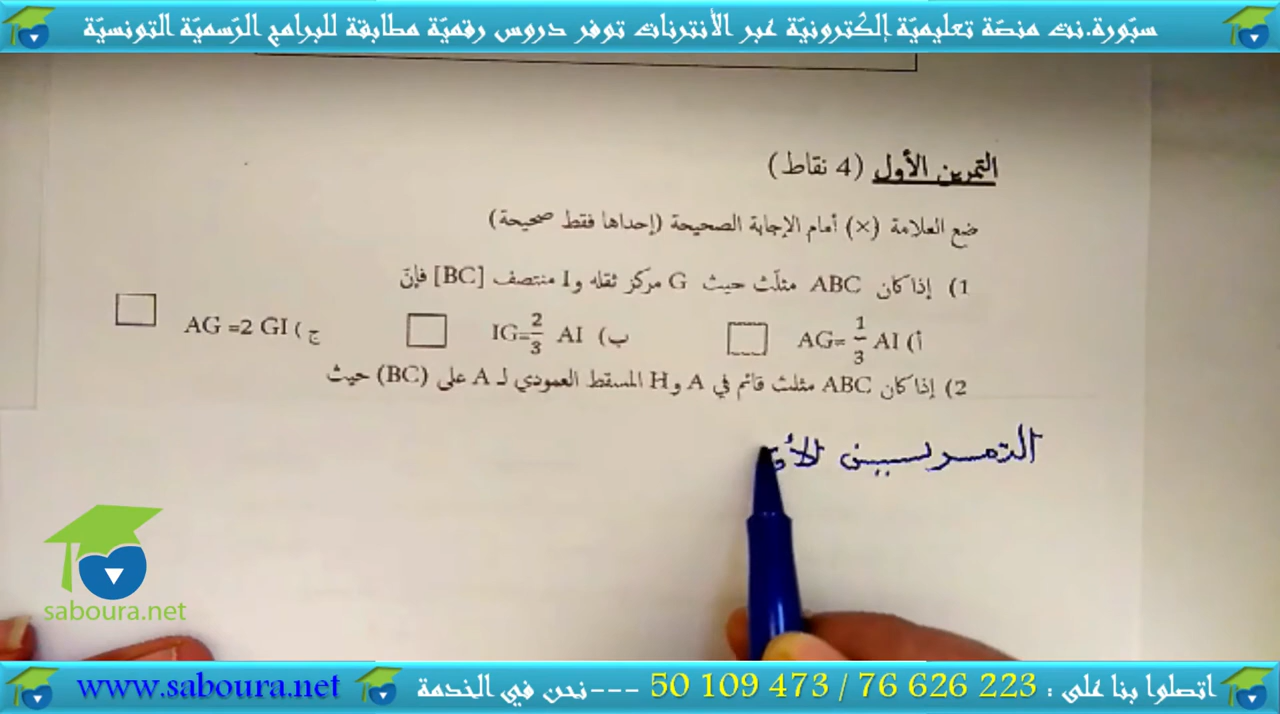 سبّورة.نت منصّة تعليميّة إلكترونيّة عبر الأنترنات توفر دروس رقميّة مطابقة للبرامج الرّسميّة التونسيّة
التمرين الأول (4 نقاط)
ضع العلامة (×) أمام الإجابة الصحيحة (إحداها فقط صحيحة)
1) إذا كان ABC مثلّث حيث G مركز ثقله و I منتصف [BC] فإنّ
أ) AG= 1/3 AI ب) IG= 2/3 AI ج) AG =2 GI
2) إذا كان ABC مثلث قائم في A و H المسقط العمودي لـ A على (BC) حيث
التمرين
saboura.net
اتصلوا بنا على : 50 109 473 / 76 626 223 ---نحن في الخدمة www.saboura.net